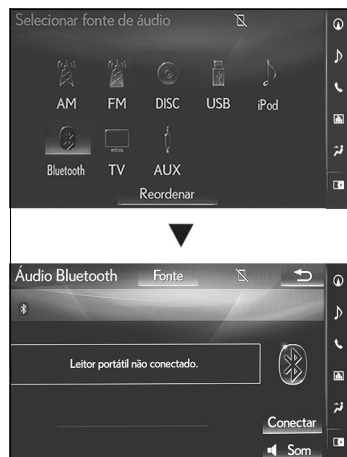 Selecionar fonte de áudio
AM FM DISC USB iPod
Bluetooth TV AUX
Reordenar
Áudio Bluetooth Fonte
Leitor portátil não conectado.
Conectar
Som